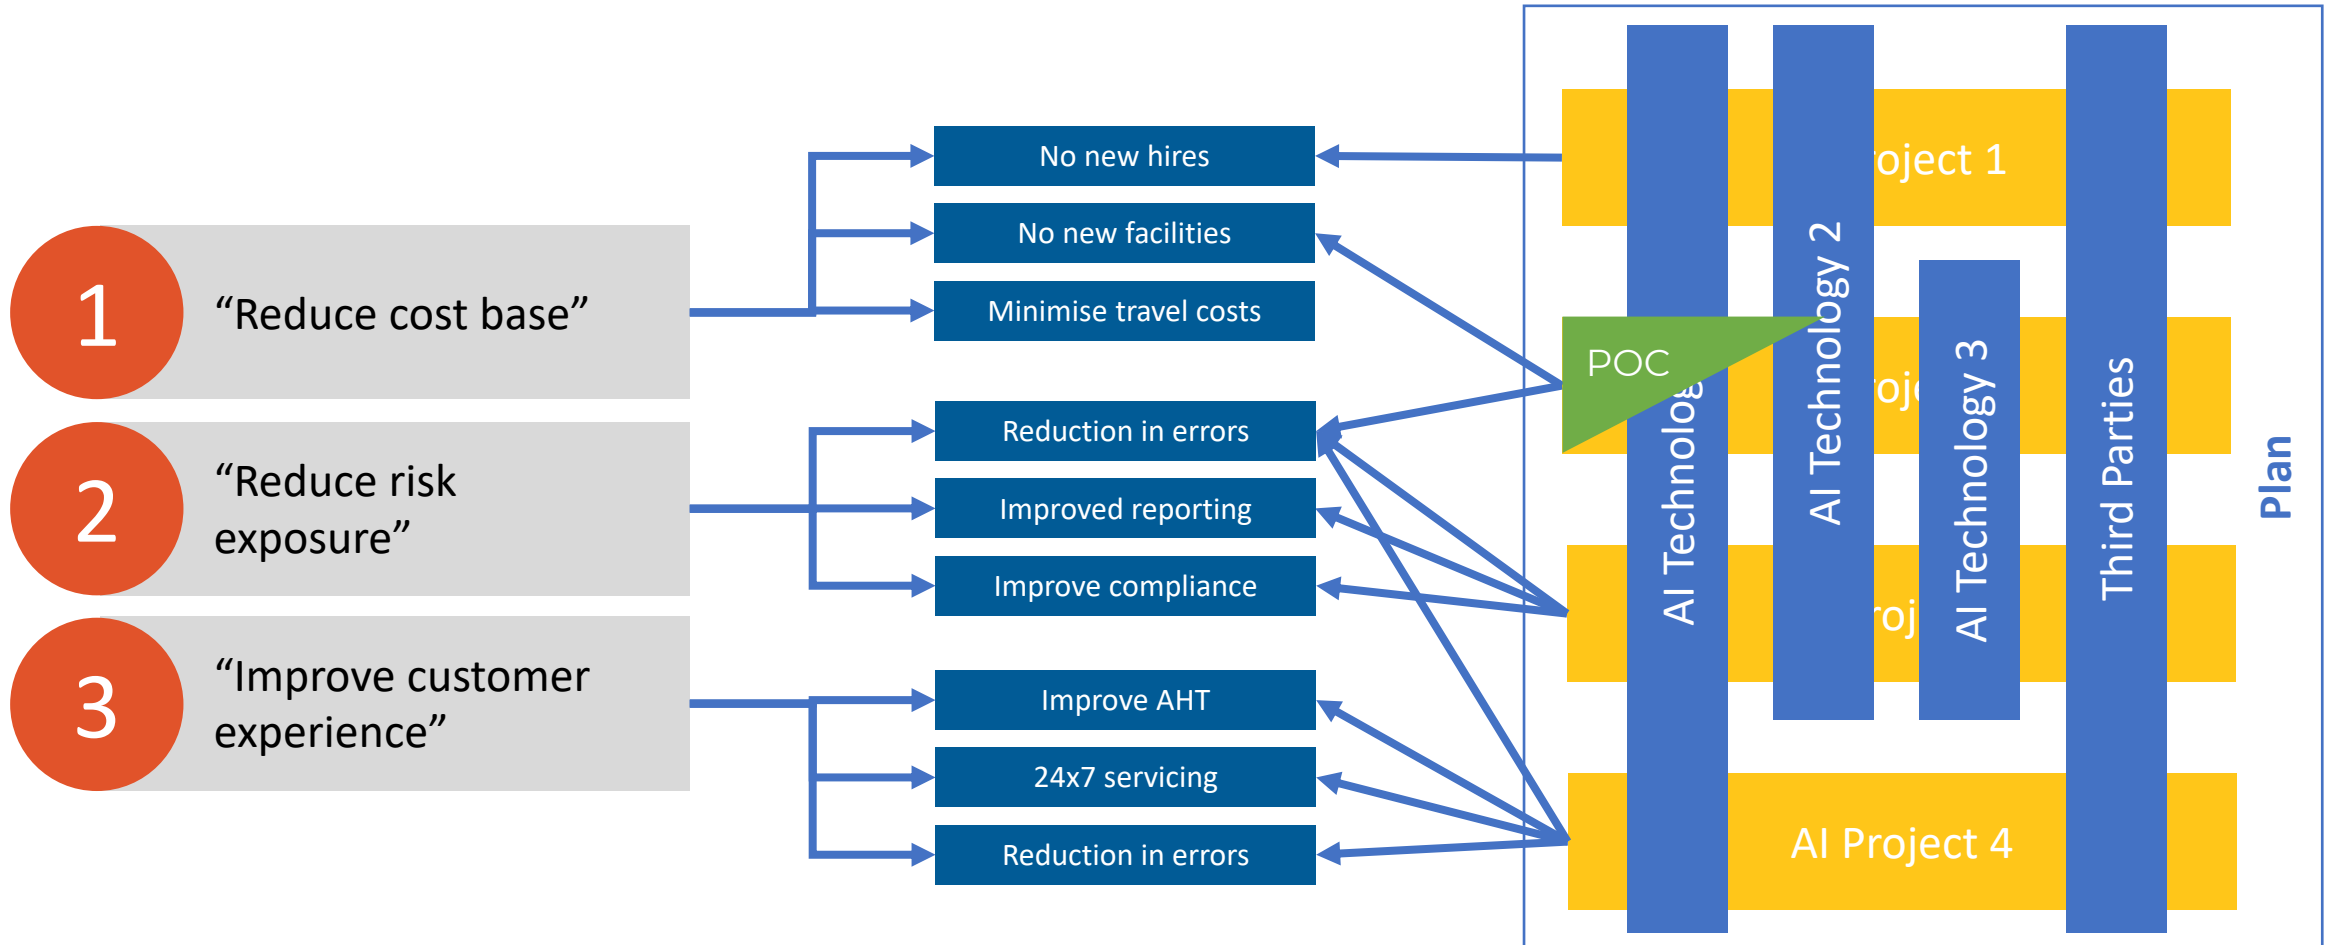 1
“Reduce cost base”
2
“Reduce risk
exposure”
3
“Improve customer
experience”
No new hires
No new facilities
Minimise travel costs
Reduction in errors
Improved reporting
Improve compliance
Improve AHT
24x7 servicing
Reduction in errors
oject 1
POC
AI Technolog
AI Technology 2
AI Technology 3
Third Parties
AI Project 4
Plan